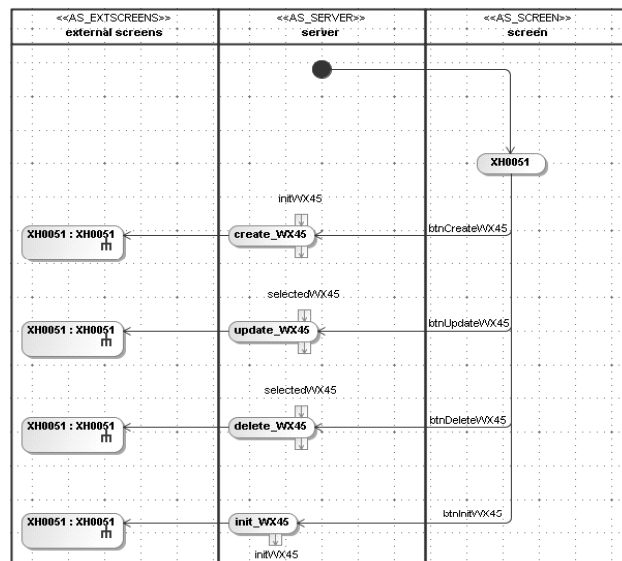 <<AS_EXTSCREENS>>
external screens
<<AS_SERVER>>
server
<<AS_SCREEN>>
screen
XH0051
initWX45
XH0051 : XH0051
create_WX45
btnCreateWX45
selectedWX45
XH0051 : XH0051
update_WX45
btnUpdateWX45
selectedWX45
XH0051 : XH0051
delete_WX45
btnDeleteWX45
XH0051 : XH0051
init_WX45
btnInitWX45
initWX45